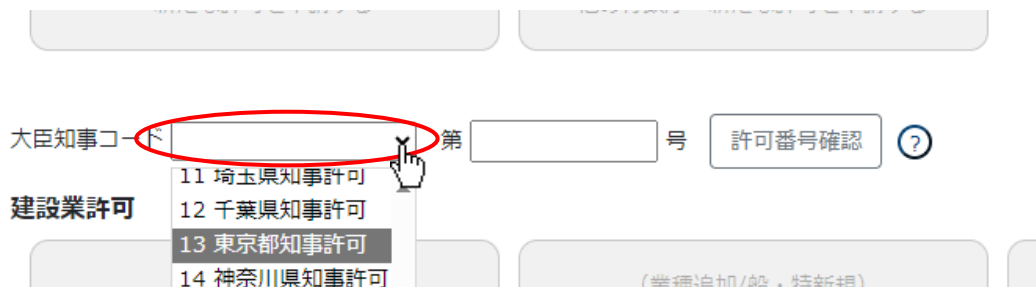 大臣知事コード 第 号 許可番号確認 ?
11 埼玉県知事許可
建設業許可
12 千葉県知事許可
13 東京都知事許可
14 神奈川県知事許可
(業種追加/般・特新規)